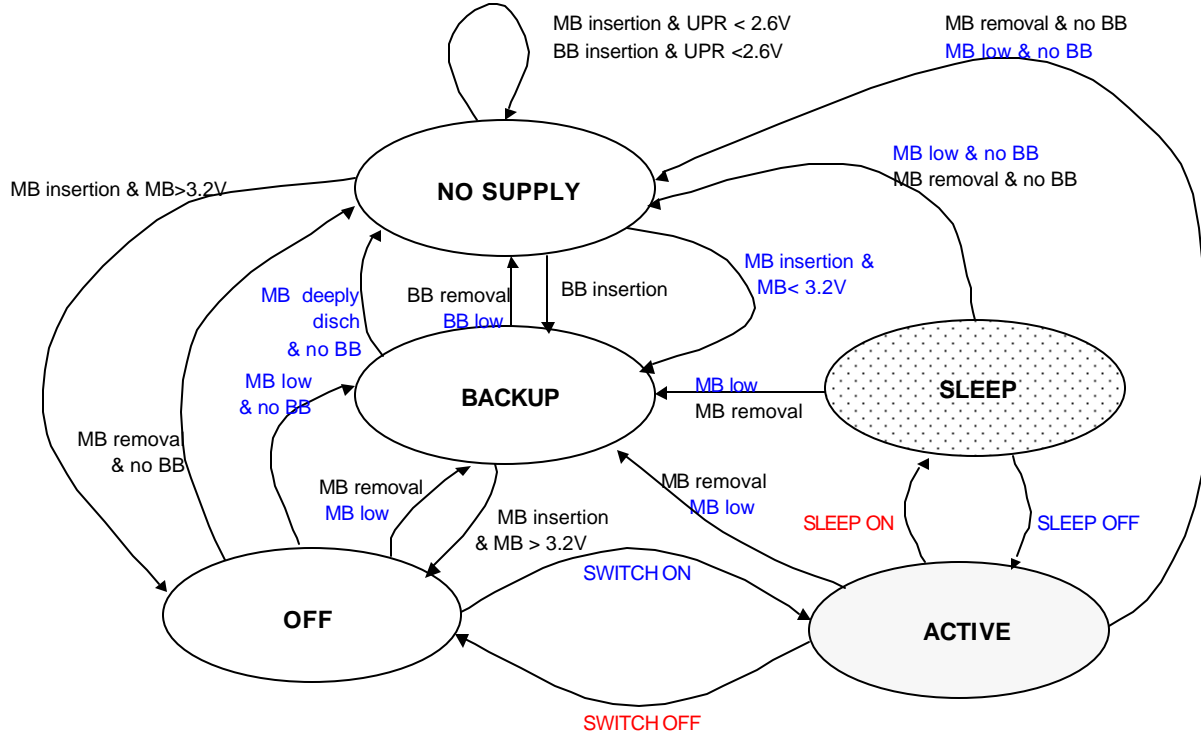 MB insertion & UPR < 2.6V
BB insertion & UPR <2.6V
MB removal & no BB
MB low & no BB
MB low & no BB
MB removal & no BB
MB insertion & MB>3.2V
NO SUPPLY
MB insertion &
MB< 3.2V
MB deeply
disch
& no BB
BB removal
BB low
BB insertion
MB low
& no BB
BACKUP
MB low
MB removal
SLEEP
MB removal
& no BB
MB removal
MB low
MB insertion
& MB > 3.2V
MB removal
MB low
SLEEP ON
SLEEP OFF
SWITCH ON
OFF
ACTIVE
SWITCH OFF